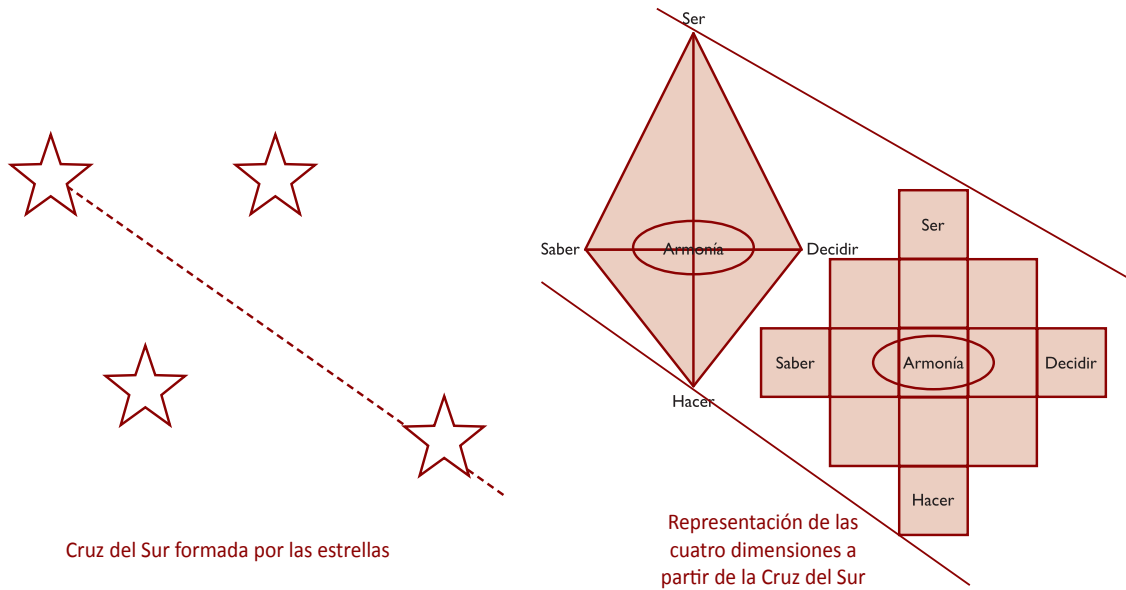 Ser
Saber
Armonía
Decidir
Hacer
Ser
Saber
Armonía
Decidir
Hacer
Cruz del Sur formada por las estrellas
Representación de las
cuatro dimensiones a
partir de la Cruz del Sur